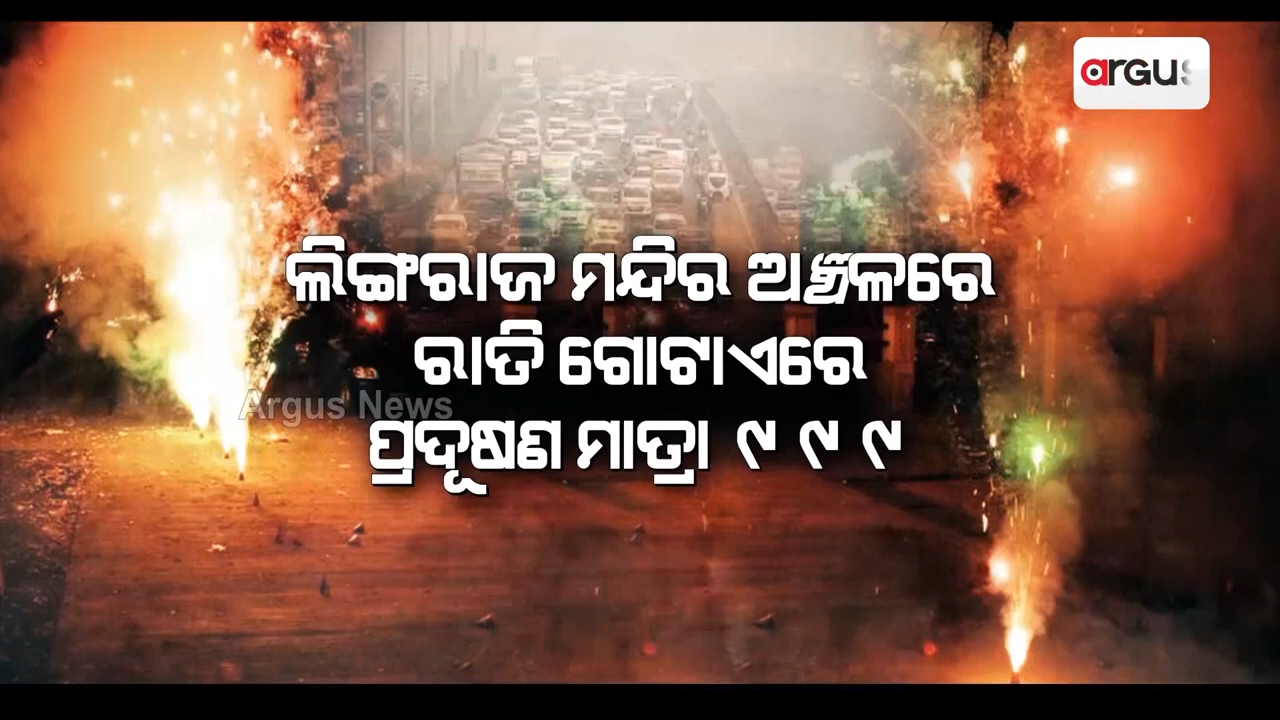 argus
ଲିଙ୍ଗରାଜ ମନ୍ଦିର ଅଞ୍ଚଳରେ
ରାତି ଗୋଟାଏରେ
Argus News
ପ୍ରଦୂଷଣ ମାତ୍ରା ୯ ୯ ୯